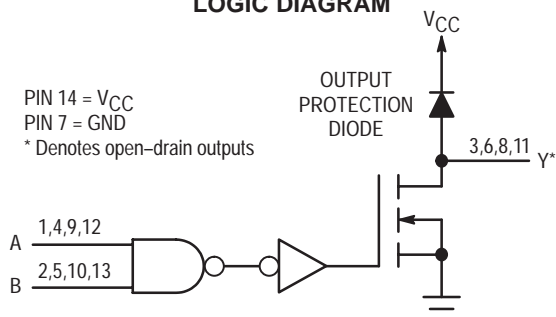 LOGIC DIAGRAM
VCC
PIN 14 = VCC
PIN 7 = GND
* Denotes open–drain outputs
OUTPUT
PROTECTION
DIODE
3,6,8,11
Y*
A
1,4,9,12
B
2,5,10,13